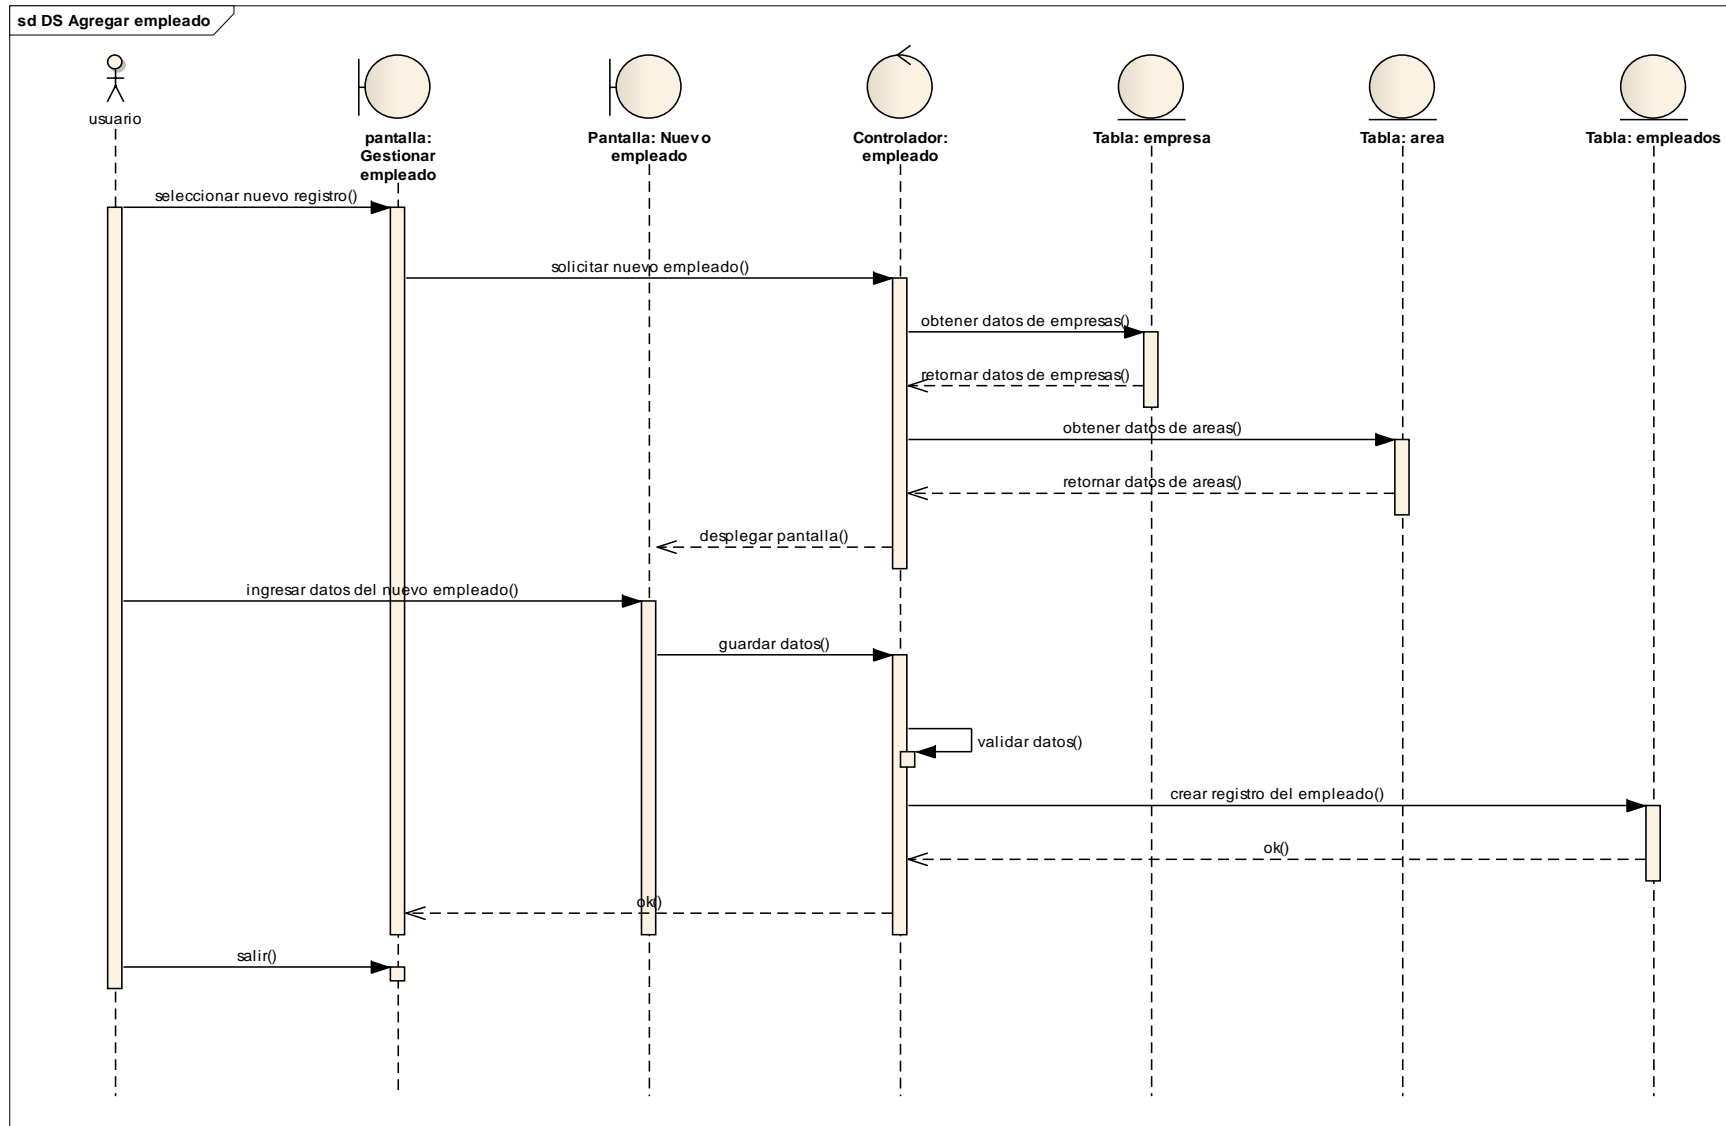 sd DS Agregar empleado
usuario
pantalla:
Gestionar
empleado
Pantalla: Nuevo
empleado
Controlador:
empleado
Tabla: empresa
Tabla: area
Tabla: empleados
seleccionar nuevo registro()
solicitar nuevo empleado()
obtener datos de empresas()
retornar datos de empresas()
obtener datos de areas()
retornar datos de areas()
desplegar pantalla()
ingresar datos del nuevo empleado()
guardar datos()
validar datos()
crear registro del empleado()
ok()
ok()
salir()